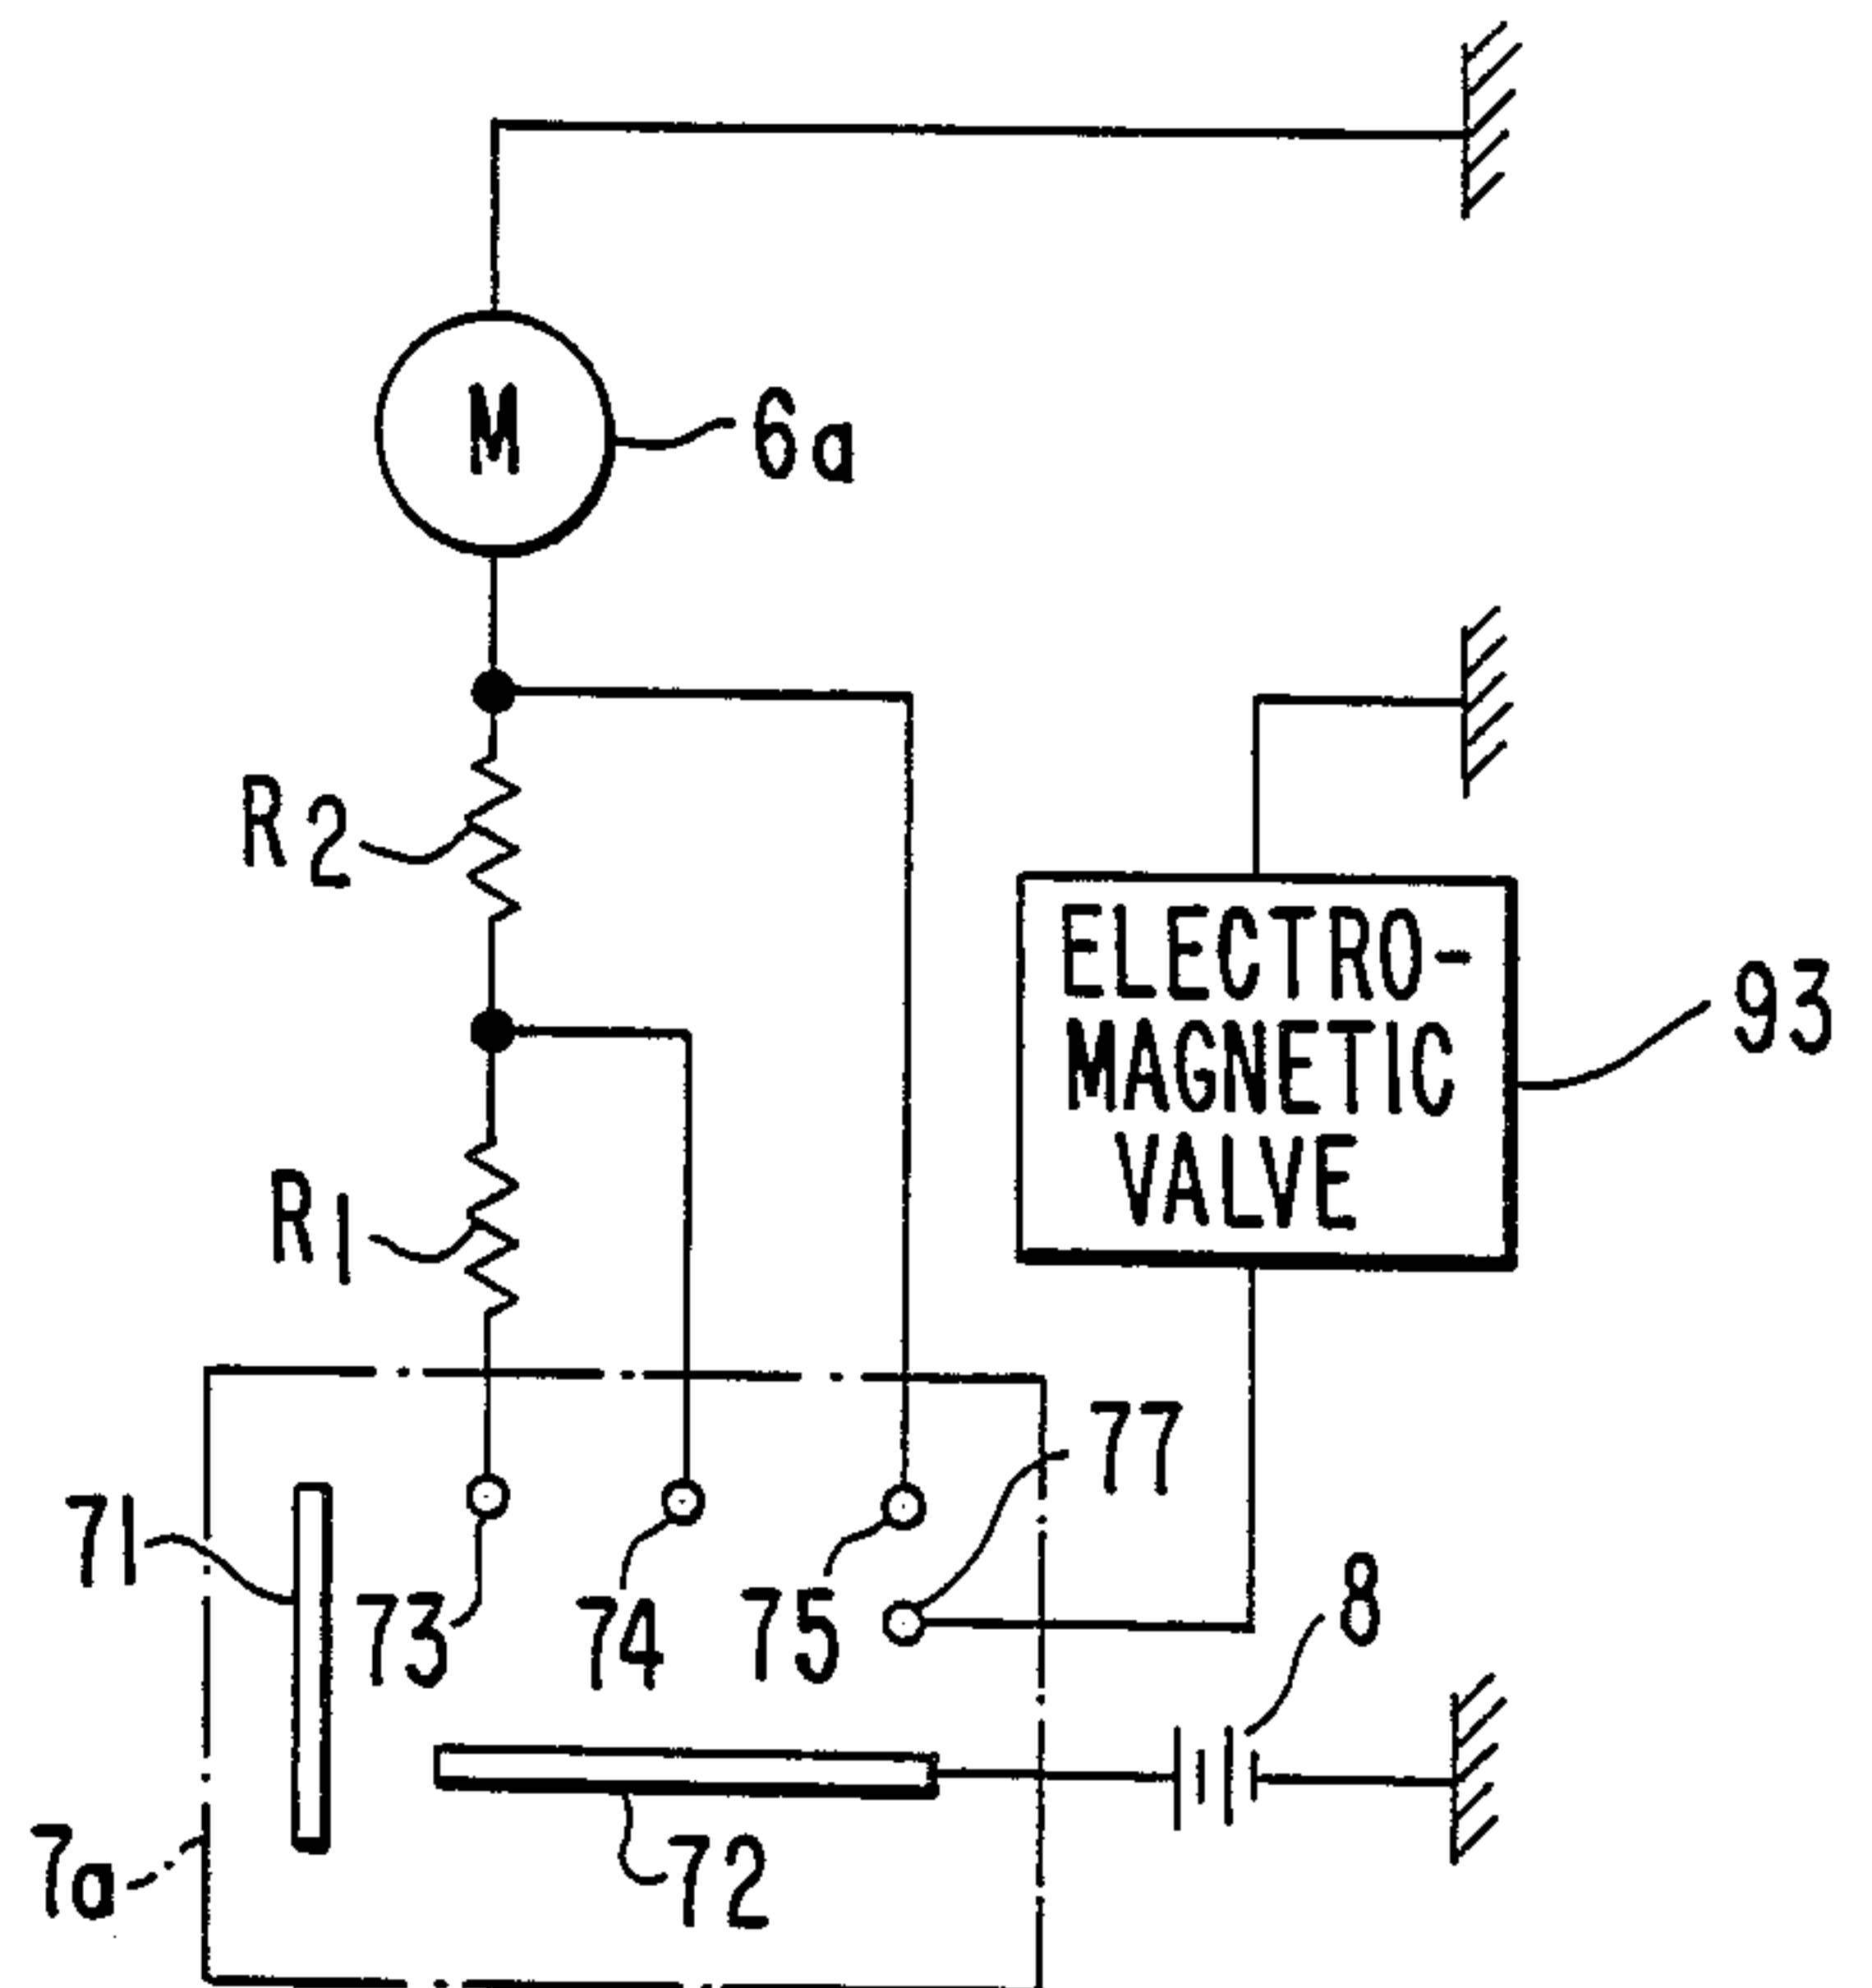 M
6a
R2
ELECTRO-
MAGNETIC
VALVE
93
R1
77
71
73
74
75
8
7a
72